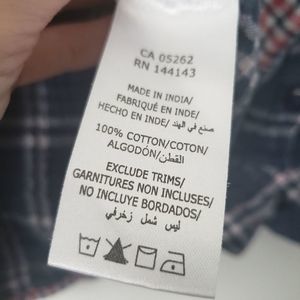 CA 05262
RN 144143
MADE IN INDIA/
FABRIQUÉ EN INDE/
HECHO EN INDE/ صنع في الهند
100% COTTON/COTON/
ALGODÓN/القطن
EXCLUDE TRIMS/
GARNITURES NON INCLUSES/
NO INCLUYE BORDADOS/
ليس شمل زخرفي